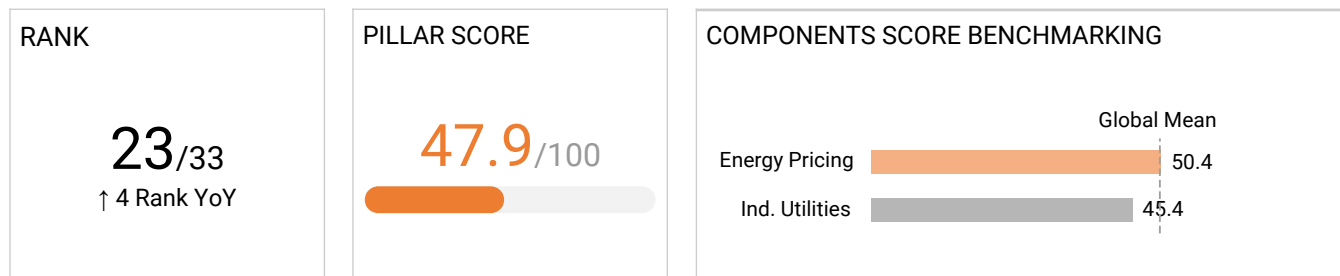 RANK
23/33
↑ 4 Rank YoY
PILLAR SCORE
47.9/100
COMPONENTS SCORE BENCHMARKING
Global Mean
Energy Pricing 50.4
Ind. Utilities 45.4